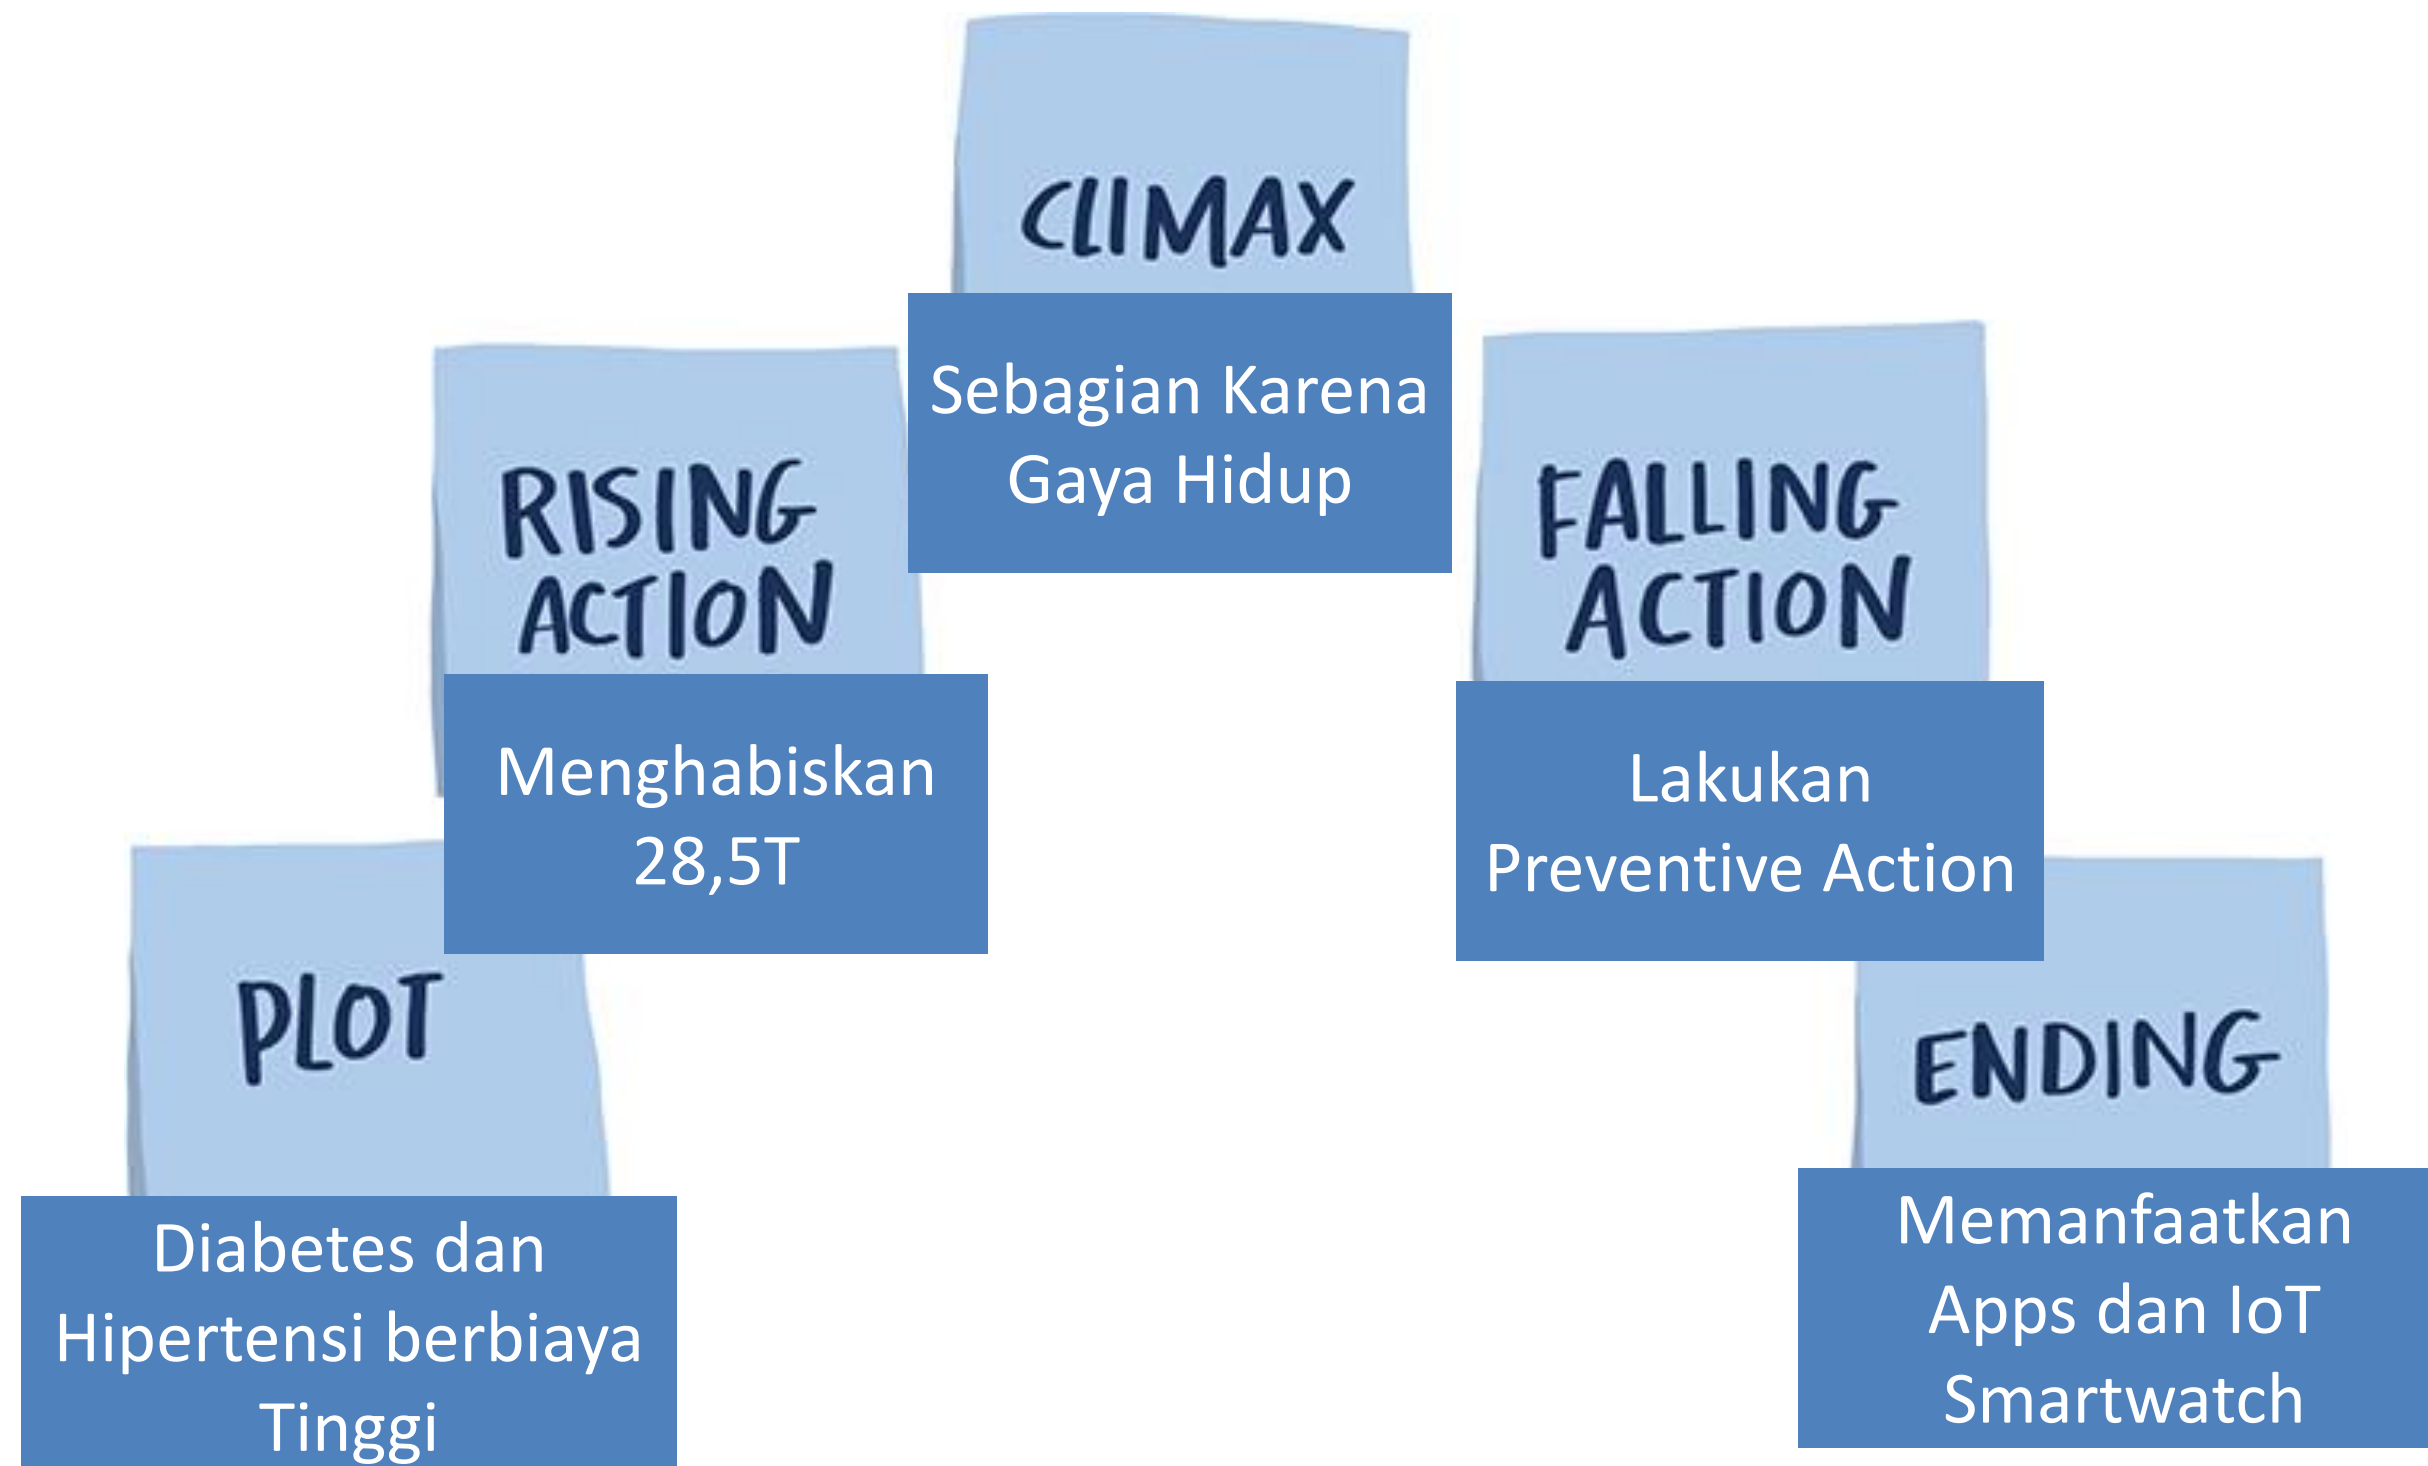 CLIMAX
Sebagian Karena
Gaya Hidup
RISING
ACTION
Menghabiskan
28,5T
FALLING
ACTION
Lakukan
Preventive Action
PLOT
Diabetes dan
Hipertensi berbiaya
Tinggi
ENDING
Memanfaatkan
Apps dan IoT
Smartwatch